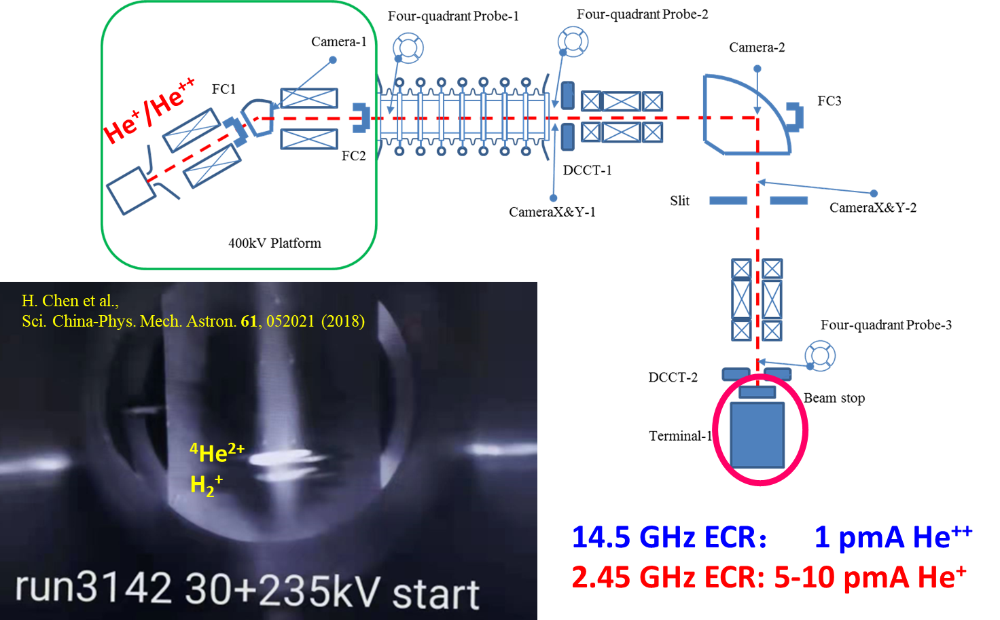 Four-quadrant Probe-1
Four-quadrant Probe-2
Camera-1
Camera-2
He⁺/He⁺⁺
FC1
FC3
FC2
DCCT-1
Slit
CameraX&Y-1
CameraX&Y-2
400kV Platform
H. Chen et al.,
Sci. China-Phys. Mech. Astron. 61, 052021 (2018)
Four-quadrant Probe-3
DCCT-2
Beam stop
Terminal-1
⁴He²⁺
H₂⁺
run3142 30+235kV start
14.5 GHz ECR： 1 pmA He⁺⁺
2.45 GHz ECR: 5-10 pmA He⁺